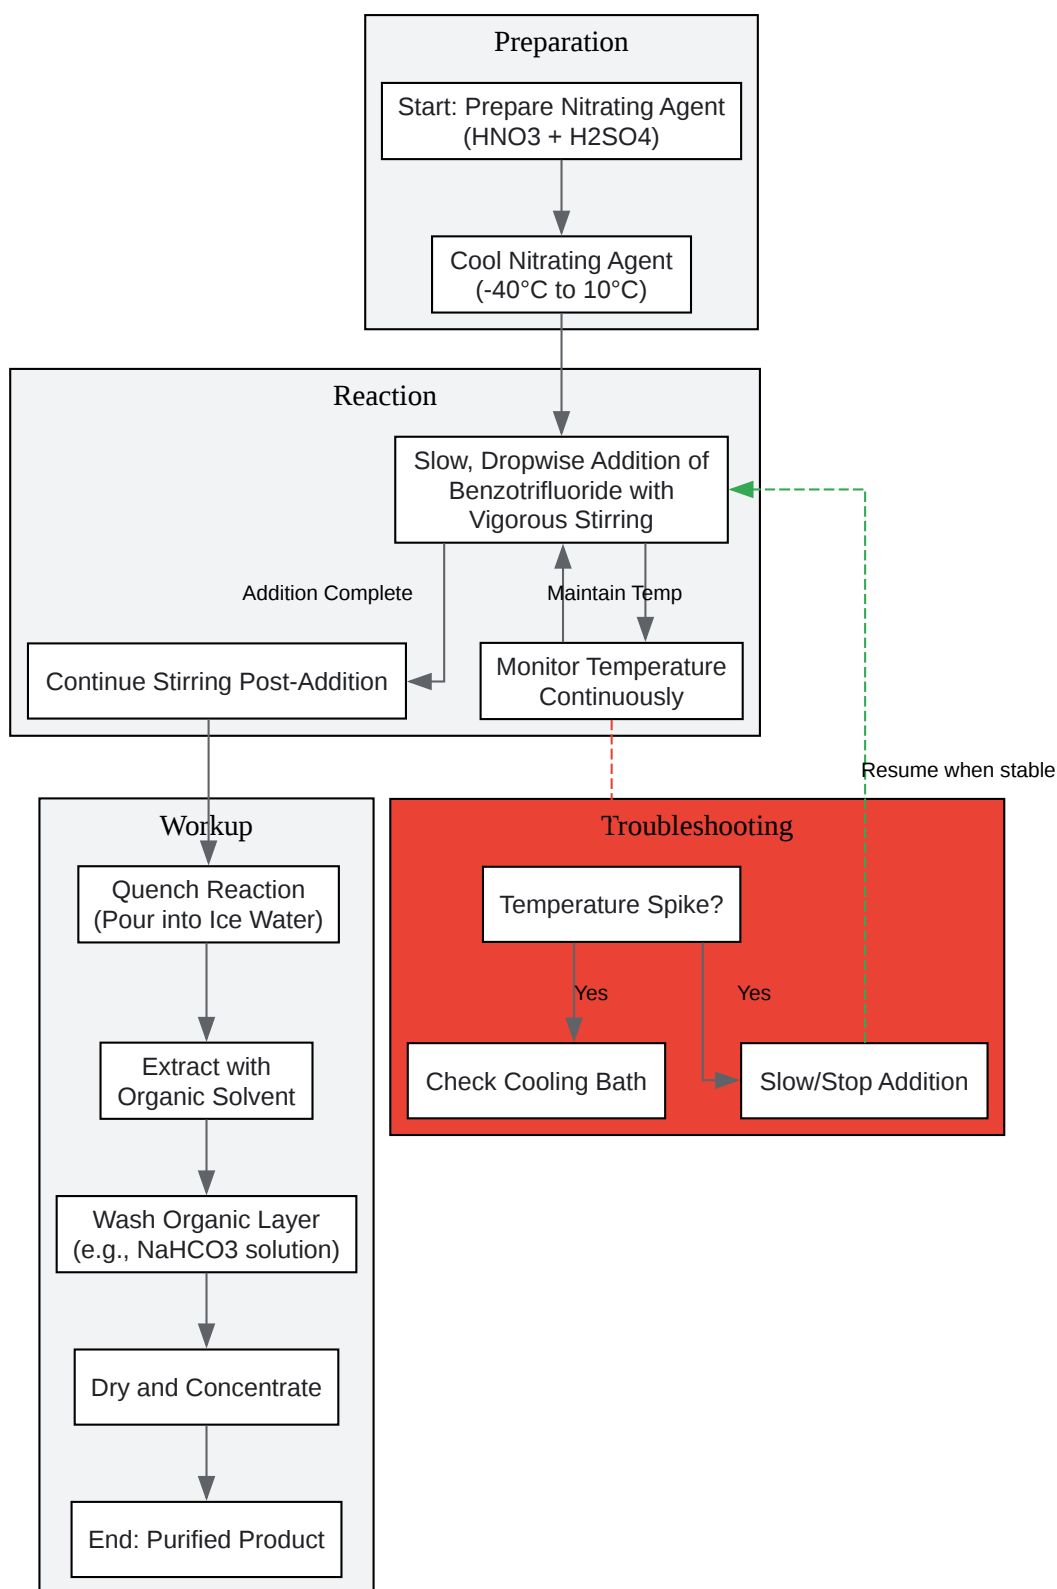 Preparation
Start: Prepare Nitrating Agent
(HNO3 + H2SO4)
Cool Nitrating Agent
(-40°C to 10°C)
Reaction
Slow, Dropwise Addition of
Benzotrifluoride with
Vigorous Stirring
Addition Complete
Maintain Temp
Continue Stirring Post-Addition
Monitor Temperature
Continuously
Resume when stable
Workup
Quench Reaction
(Pour into Ice Water)
Extract with
Organic Solvent
Wash Organic Layer
(e.g., NaHCO3 solution)
Dry and Concentrate
End: Purified Product
Troubleshooting
Temperature Spike?
Yes
Yes
Check Cooling Bath
Slow/Stop Addition